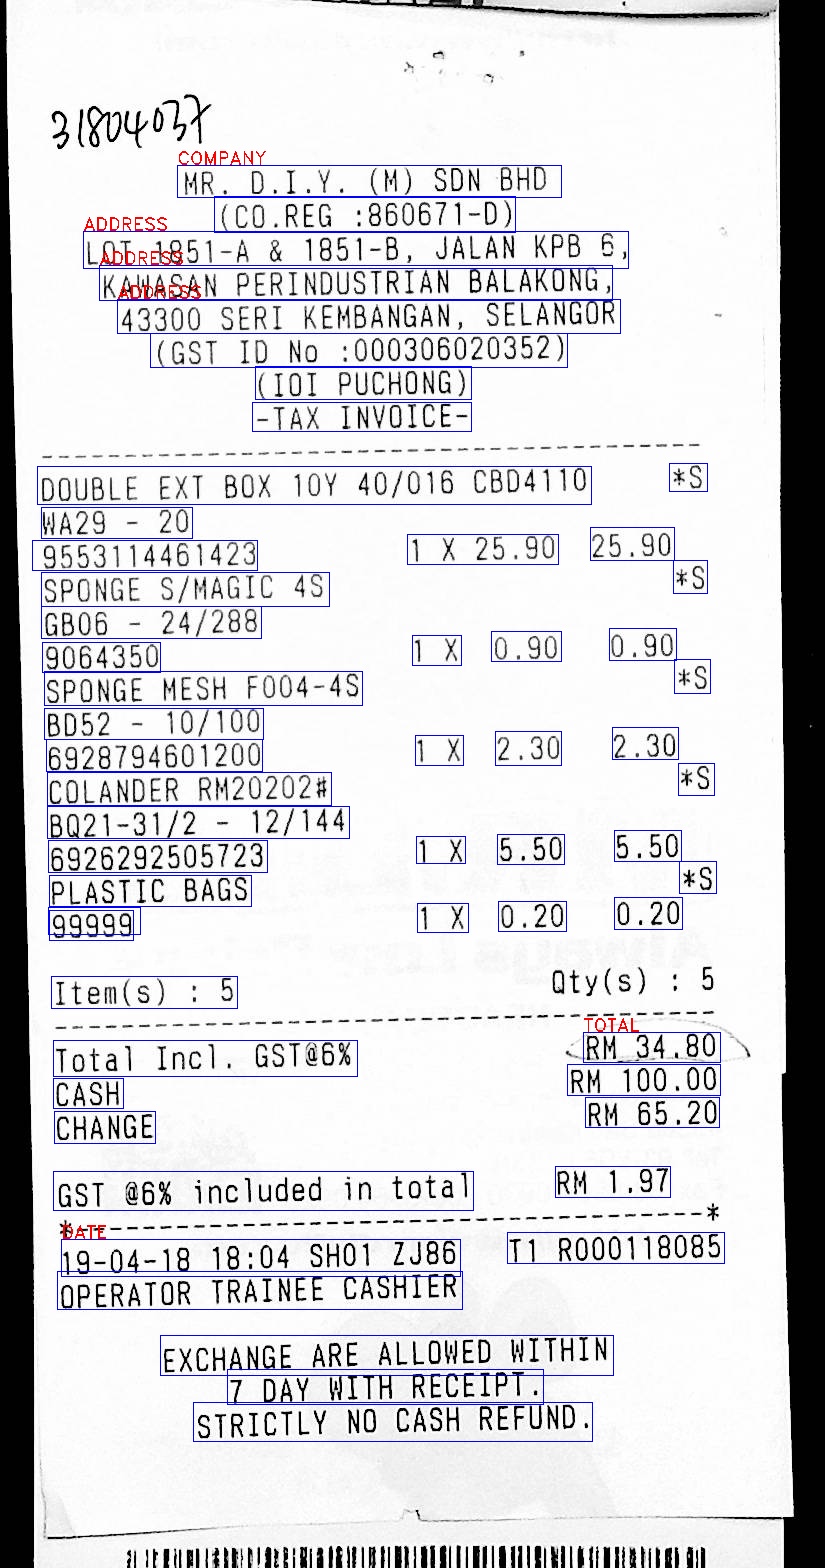 31804037
COMPANY
MR. D.I.Y. (M) SDN BHD
(CO.REG :860671-D)
ADDRESS
LOT 1851-A & 1851-B, JALAN KPB 6,
ADDRESS
KAWASAN PERINDUSTRIAN BALAKONG,
ADDRESS
43300 SERI KEMBANGAN, SELANGOR
(GST ID No :000306020352)
(IOI PUCHONG)
-TAX INVOICE-
DOUBLE EXT BOX 10Y 40/016 CBD4110 *S
WA29 - 20
9553114461423 1 X 25.90 25.90
SPONGE S/MAGIC 4S *S
GB06 - 24/288
9064350 1 X 0.90 0.90
SPONGE MESH F004-4S *S
BD52 - 10/100
6928794601200 1 X 2.30 2.30
COLANDER RM20202# *S
BQ21-31/2 - 12/144
6926292505723 1 X 5.50 5.50
PLASTIC BAGS *S
99999 1 X 0.20 0.20
Item(s) : 5 Qty(s) : 5
TOTAL
Total Incl. GST@6% RM 34.80
CASH RM 100.00
CHANGE RM 65.20
GST @6% included in total RM 1.97
*--------------------------------------*
DATE
19-04-18 18:04 SH01 ZJ86 T1 R000118085
OPERATOR TRAINEE CASHIER
EXCHANGE ARE ALLOWED WITHIN
7 DAY WITH RECEIPT.
STRICTLY NO CASH REFUND.